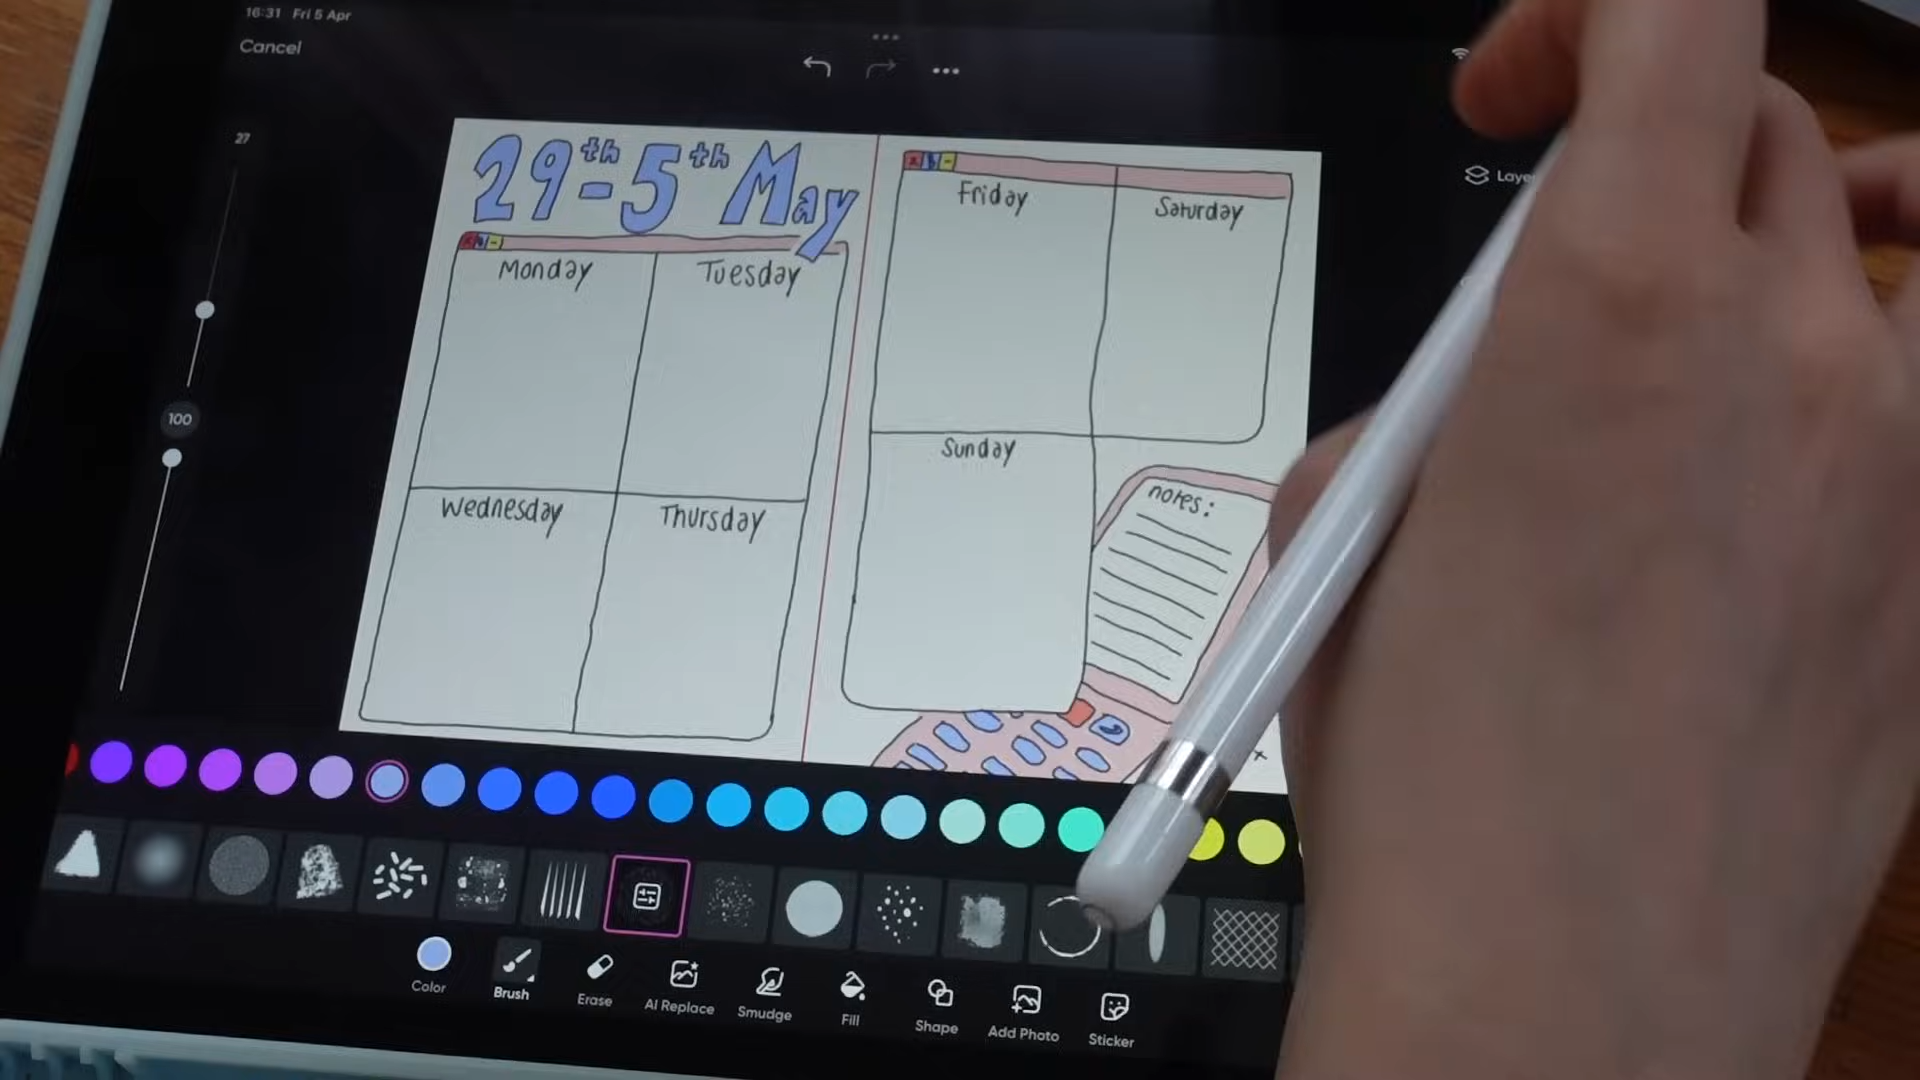 16:31 Fri 5 Apr
Cancel
27
100
29th-5th May
Monday
Tuesday
Wednesday
Thursday
Friday
Saturday
Sunday
notes:
Color
Brush
Erase
AI Replace
Smudge
Fill
Shape
Add Photo
Sticker